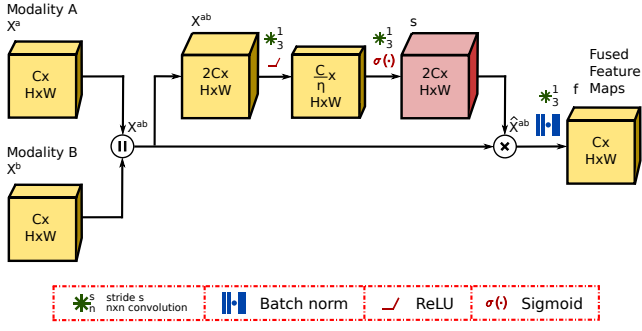 Modality A
X^a
Cx
HxW
Modality B
X^b
Cx
HxW
X^ab
X^ab
2Cx
HxW
1
3
C/η x
HxW
1
3
σ(·)
s
2Cx
HxW
X̂^ab
1
3
f
Fused
Feature
Maps
Cx
HxW
s
n
stride s
nxn convolution
Batch norm
ReLU
σ(·)
Sigmoid